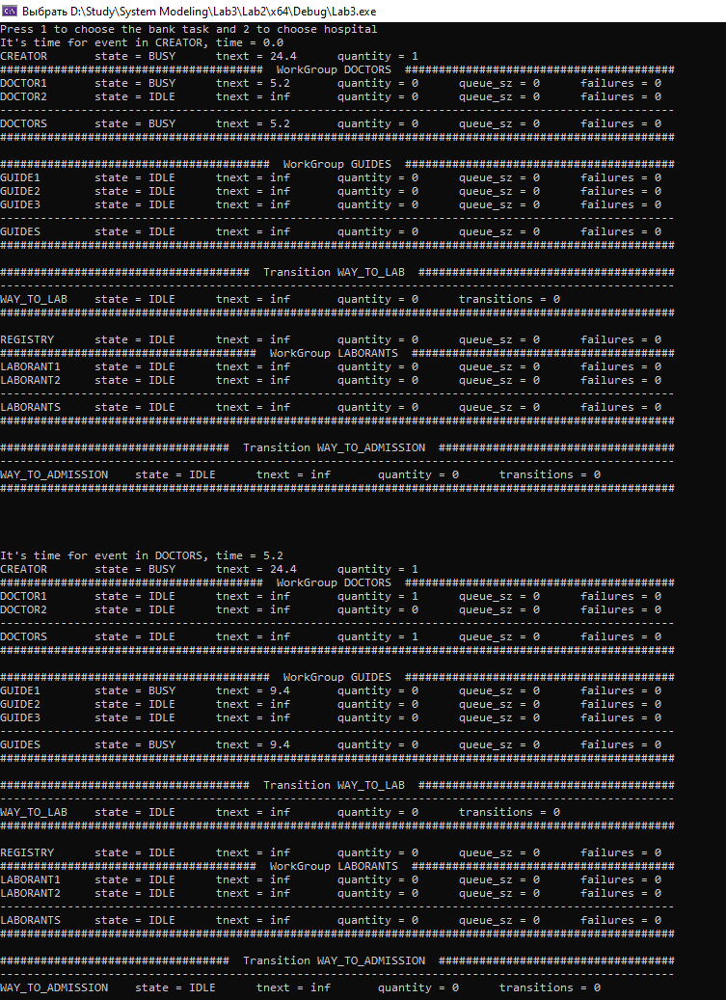 Выбрать D:\Study\System Modeling\Lab3\Lab2\x64\Debug\Lab3.exe
Press 1 to choose the bank task and 2 to choose hospital
It's time for event in CREATOR, time = 0.0
CREATOR       state = BUSY      tnext = 24.4      quantity = 1
#######################################  WorkGroup DOCTORS  ########################################
DOCTOR1       state = BUSY      tnext = 5.2       quantity = 0      queue_sz = 0      failures = 0
DOCTOR2       state = IDLE      tnext = inf       quantity = 0      queue_sz = 0      failures = 0
----------------------------------------------------------------------------------------------------
DOCTORS       state = BUSY      tnext = 5.2       quantity = 0      queue_sz = 0      failures = 0
####################################################################################################
########################################  WorkGroup GUIDES  ########################################
GUIDE1        state = IDLE      tnext = inf       quantity = 0      queue_sz = 0      failures = 0
GUIDE2        state = IDLE      tnext = inf       quantity = 0      queue_sz = 0      failures = 0
GUIDE3        state = IDLE      tnext = inf       quantity = 0      queue_sz = 0      failures = 0
----------------------------------------------------------------------------------------------------
GUIDES        state = IDLE      tnext = inf       quantity = 0      queue_sz = 0      failures = 0
####################################################################################################
#####################################  Transition WAY_TO_LAB  ######################################
----------------------------------------------------------------------------------------------------
WAY_TO_LAB    state = IDLE      tnext = inf       quantity = 0      transitions = 0
####################################################################################################
REGISTRY      state = IDLE      tnext = inf       quantity = 0      queue_sz = 0      failures = 0
######################################  WorkGroup LABORANTS  #######################################
LABORANT1     state = IDLE      tnext = inf       quantity = 0      queue_sz = 0      failures = 0
LABORANT2     state = IDLE      tnext = inf       quantity = 0      queue_sz = 0      failures = 0
----------------------------------------------------------------------------------------------------
LABORANTS     state = IDLE      tnext = inf       quantity = 0      queue_sz = 0      failures = 0
####################################################################################################
##################################  Transition WAY_TO_ADMISSION  ###################################
----------------------------------------------------------------------------------------------------
WAY_TO_ADMISSION    state = IDLE      tnext = inf       quantity = 0      transitions = 0
####################################################################################################
It's time for event in DOCTORS, time = 5.2
CREATOR       state = BUSY      tnext = 24.4      quantity = 1
#######################################  WorkGroup DOCTORS  ########################################
DOCTOR1       state = IDLE      tnext = inf       quantity = 1      queue_sz = 0      failures = 0
DOCTOR2       state = IDLE      tnext = inf       quantity = 0      queue_sz = 0      failures = 0
----------------------------------------------------------------------------------------------------
DOCTORS       state = IDLE      tnext = inf       quantity = 1      queue_sz = 0      failures = 0
####################################################################################################
########################################  WorkGroup GUIDES  ########################################
GUIDE1        state = BUSY      tnext = 9.4       quantity = 0      queue_sz = 0      failures = 0
GUIDE2        state = IDLE      tnext = inf       quantity = 0      queue_sz = 0      failures = 0
GUIDE3        state = IDLE      tnext = inf       quantity = 0      queue_sz = 0      failures = 0
----------------------------------------------------------------------------------------------------
GUIDES        state = BUSY      tnext = 9.4       quantity = 0      queue_sz = 0      failures = 0
####################################################################################################
#####################################  Transition WAY_TO_LAB  ######################################
----------------------------------------------------------------------------------------------------
WAY_TO_LAB    state = IDLE      tnext = inf       quantity = 0      transitions = 0
####################################################################################################
REGISTRY      state = IDLE      tnext = inf       quantity = 0      queue_sz = 0      failures = 0
######################################  WorkGroup LABORANTS  #######################################
LABORANT1     state = IDLE      tnext = inf       quantity = 0      queue_sz = 0      failures = 0
LABORANT2     state = IDLE      tnext = inf       quantity = 0      queue_sz = 0      failures = 0
----------------------------------------------------------------------------------------------------
LABORANTS     state = IDLE      tnext = inf       quantity = 0      queue_sz = 0      failures = 0
####################################################################################################
##################################  Transition WAY_TO_ADMISSION  ###################################
----------------------------------------------------------------------------------------------------
WAY_TO_ADMISSION    state = IDLE      tnext = inf       quantity = 0      transitions = 0